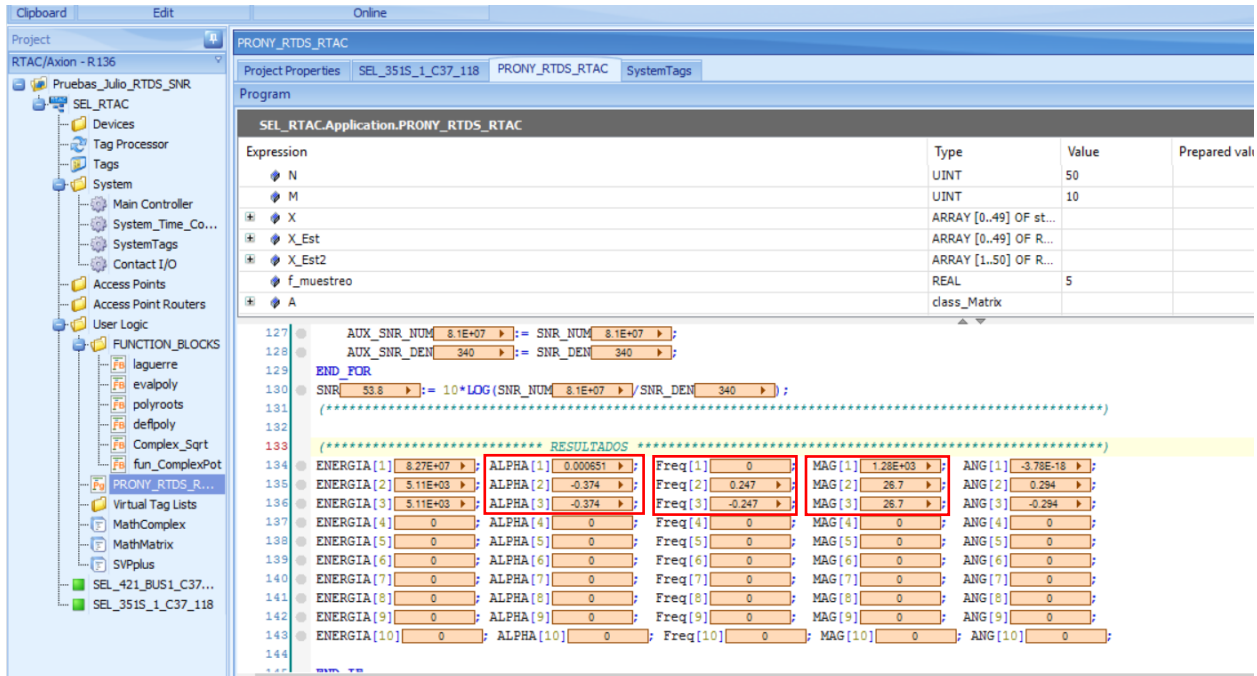 Clipboard Edit Online
Project
RTAC/Axion - R136
Pruebas_Julio_RTDS_SNR
SEL_RTAC
Devices
Tag Processor
Tags
System
Main Controller
System_Time_Co...
SystemTags
Contact I/O
Access Points
Access Point Routers
User Logic
FUNCTION_BLOCKS
laguerre
evalpoly
polyroots
deflpoly
Complex_Sqrt
fun_ComplexPot
PRONY_RTDS_R...
Virtual Tag Lists
MathComplex
MathMatrix
SVPplus
SEL_421_BUS1_C37...
SEL_351S_1_C37_118
PRONY_RTDS_RTAC
Project Properties SEL_351S_1_C37_118 PRONY_RTDS_RTAC SystemTags
Program
SEL_RTAC.Application.PRONY_RTDS_RTAC
Expression Type Value Prepared valu
N UINT 50
M UINT 10
X ARRAY [0..49] OF st...
X_Est ARRAY [0..49] OF R...
X_Est2 ARRAY [1..50] OF R...
f_muestreo REAL 5
A class_Matrix
127 AUX_SNR_NUM 8.1E+07 := SNR_NUM 8.1E+07 ;
128 AUX_SNR_DEN 340 := SNR_DEN 340 ;
129 END_FOR
130 SNR 53.8 := 10*LOG(SNR_NUM 8.1E+07 /SNR_DEN 340 );
131 (*****************************************************************************************************)
132
133 (**************************** RESULTADOS *************************************************************)
134 ENERGIA[1] 8.27E+07 ; ALPHA[1] 0.000651 ; Freq[1] 0 ; MAG[1] 1.28E+03 ; ANG[1] -3.78E-18 ;
135 ENERGIA[2] 5.11E+03 ; ALPHA[2] -0.374 ; Freq[2] 0.247 ; MAG[2] 26.7 ; ANG[2] 0.294 ;
136 ENERGIA[3] 5.11E+03 ; ALPHA[3] -0.374 ; Freq[3] -0.247 ; MAG[3] 26.7 ; ANG[3] -0.294 ;
137 ENERGIA[4] 0 ; ALPHA[4] 0 ; Freq[4] 0 ; MAG[4] 0 ; ANG[4] 0 ;
138 ENERGIA[5] 0 ; ALPHA[5] 0 ; Freq[5] 0 ; MAG[5] 0 ; ANG[5] 0 ;
139 ENERGIA[6] 0 ; ALPHA[6] 0 ; Freq[6] 0 ; MAG[6] 0 ; ANG[6] 0 ;
140 ENERGIA[7] 0 ; ALPHA[7] 0 ; Freq[7] 0 ; MAG[7] 0 ; ANG[7] 0 ;
141 ENERGIA[8] 0 ; ALPHA[8] 0 ; Freq[8] 0 ; MAG[8] 0 ; ANG[8] 0 ;
142 ENERGIA[9] 0 ; ALPHA[9] 0 ; Freq[9] 0 ; MAG[9] 0 ; ANG[9] 0 ;
143 ENERGIA[10] 0 ; ALPHA[10] 0 ; Freq[10] 0 ; MAG[10] 0 ; ANG[10] 0 ;
144